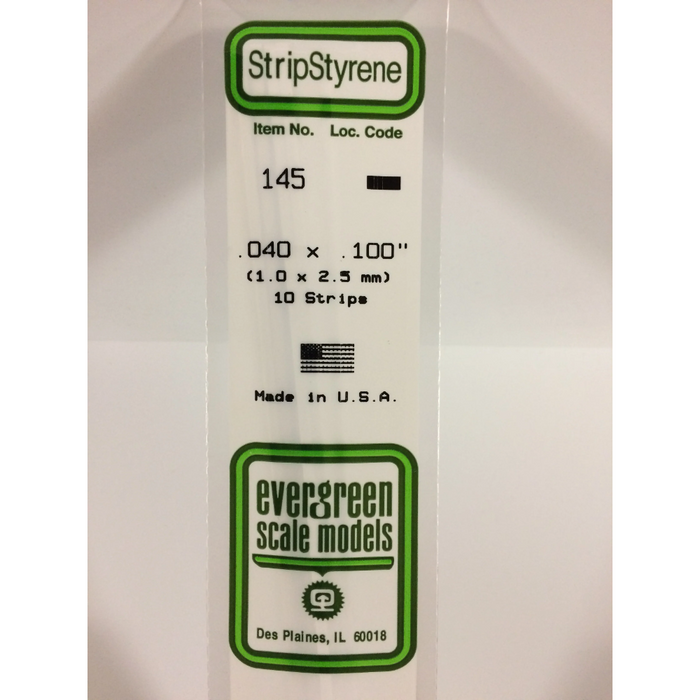 StripStyrene
Item No. Loc. Code
145
.040 x .100"
(1.0 x 2.5 mm)
10 Strips
Made in U.S.A.
evergreen
scale models
Des Plaines, IL 60018